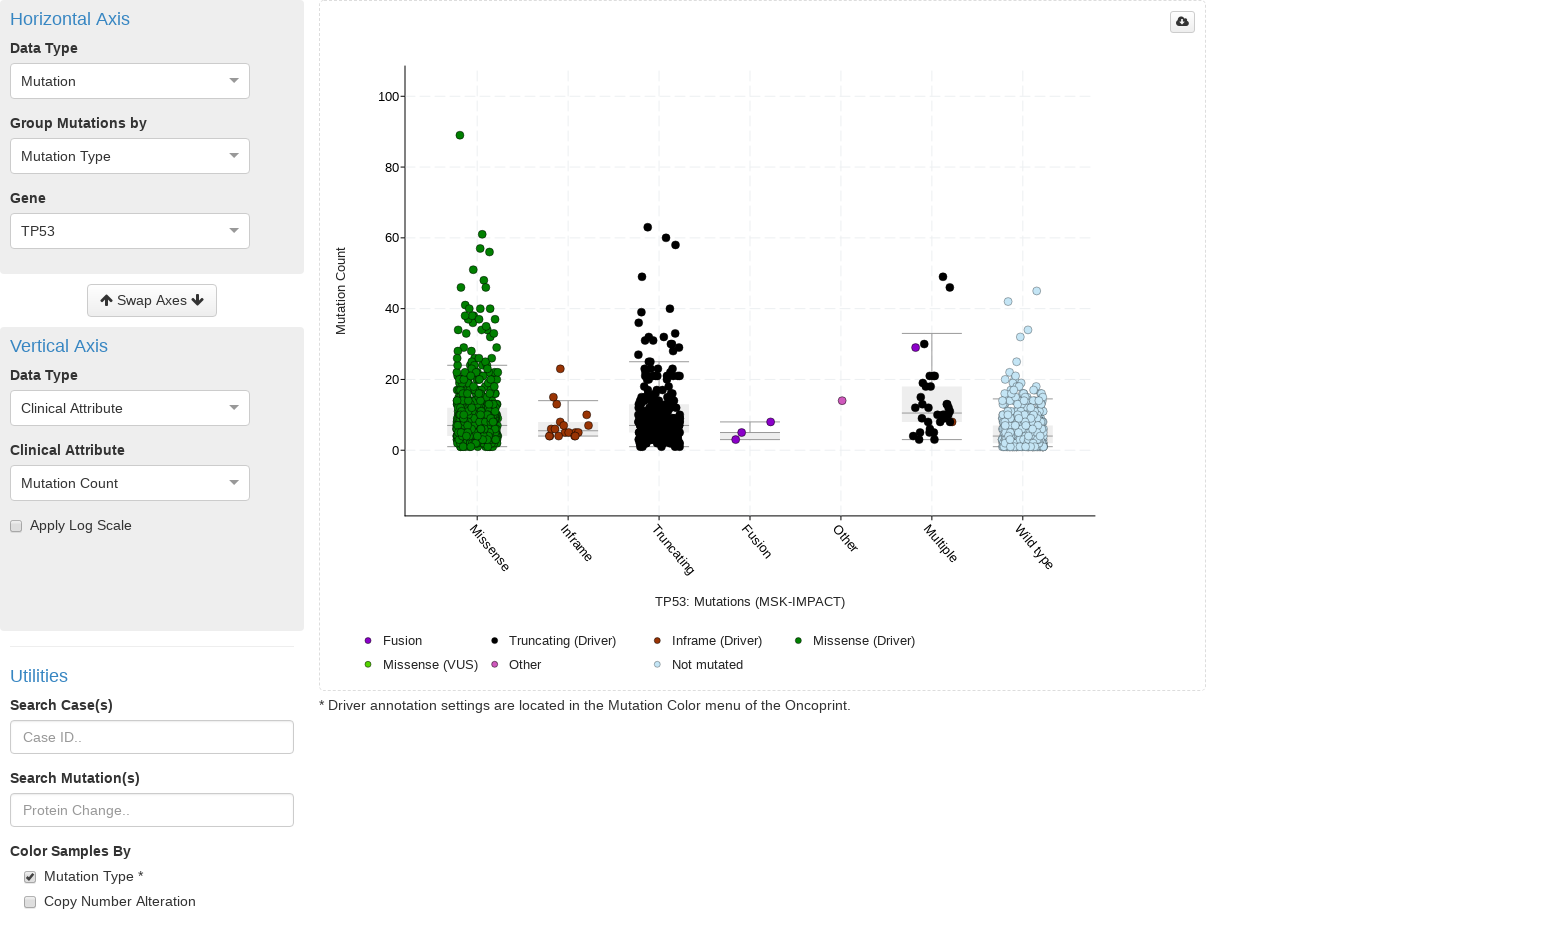 Horizontal Axis
Data Type
Mutation
Group Mutations by
Mutation Type
Gene
TP53
Swap Axes
Vertical Axis
Data Type
Clinical Attribute
Clinical Attribute
Mutation Count
Apply Log Scale
Utilities
Search Case(s)
Case ID..
Search Mutation(s)
Protein Change..
Color Samples By
Mutation Type *
Copy Number Alteration
Mutation Count
100
80
60
40
20
0
Missense
Inframe
Truncating
Fusion
Other
Multiple
Wild type
TP53: Mutations (MSK-IMPACT)
Fusion Truncating (Driver) Inframe (Driver) Missense (Driver)
Missense (VUS) Other Not mutated
* Driver annotation settings are located in the Mutation Color menu of the Oncoprint.